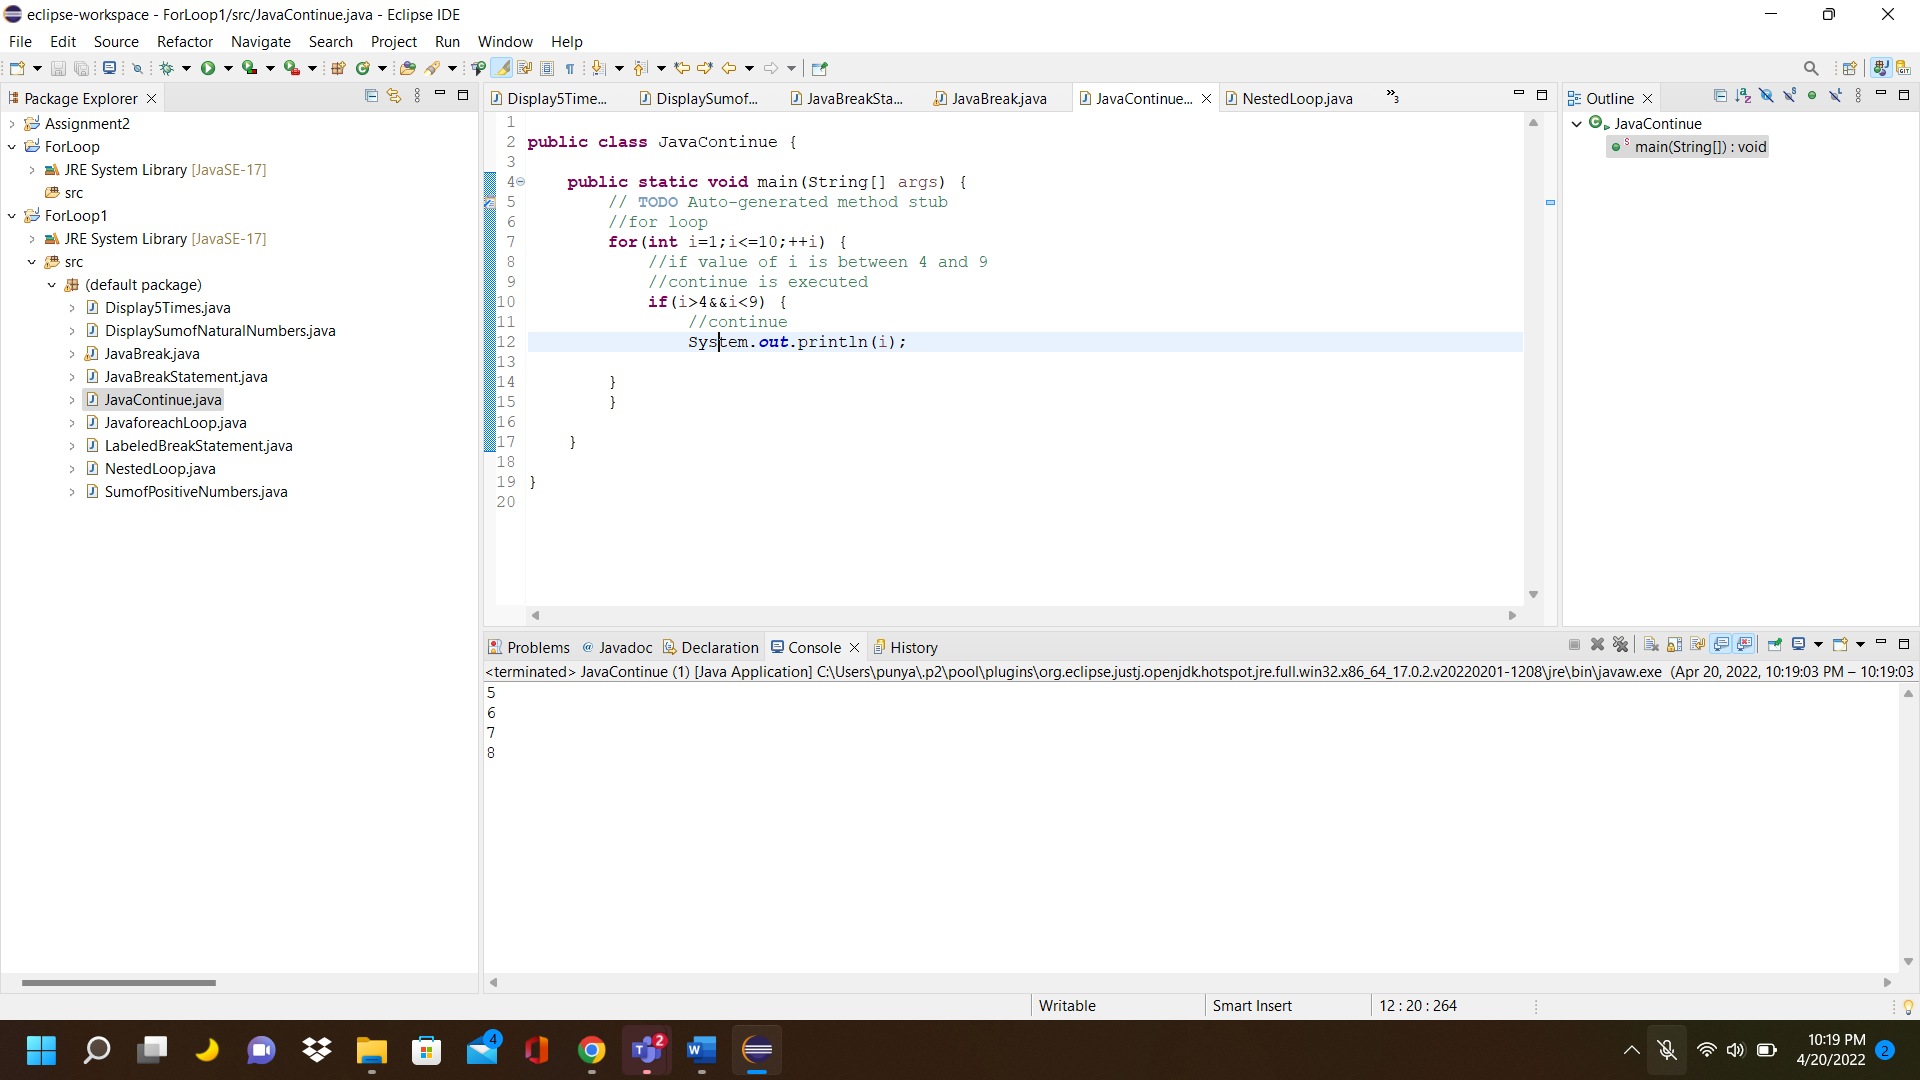 eclipse-workspace - ForLoop1/src/JavaContinue.java - Eclipse IDE
File Edit Source Refactor Navigate Search Project Run Window Help
Package Explorer
Assignment2
ForLoop
JRE System Library [JavaSE-17]
src
ForLoop1
JRE System Library [JavaSE-17]
src
(default package)
Display5Times.java
DisplaySumofNaturalNumbers.java
JavaBreak.java
JavaBreakStatement.java
JavaContinue.java
JavaforeachLoop.java
LabeledBreakStatement.java
NestedLoop.java
SumofPositiveNumbers.java
Display5Time... DisplaySumof... JavaBreakSta... JavaBreak.java JavaContinue... NestedLoop.java »3
1
2 public class JavaContinue {
3
4 public static void main(String[] args) {
5 // TODO Auto-generated method stub
6 //for loop
7 for(int i=1;i<=10;++i) {
8 //if value of i is between 4 and 9
9 //continue is executed
10 if(i>4&&i<9) {
11 //continue
12 System.out.println(i);
13
14 }
15 }
16
17 }
18
19 }
20
Outline
JavaContinue
main(String[]) : void
Problems Javadoc Declaration Console History
<terminated> JavaContinue (1) [Java Application] C:\Users\punya\.p2\pool\plugins\org.eclipse.justj.openjdk.hotspot.jre.full.win32.x86_64_17.0.2.v20220201-1208\jre\bin\javaw.exe (Apr 20, 2022, 10:19:03 PM – 10:19:03
5
6
7
8
Writable Smart Insert 12 : 20 : 264
4 2
10:19 PM
4/20/2022
2